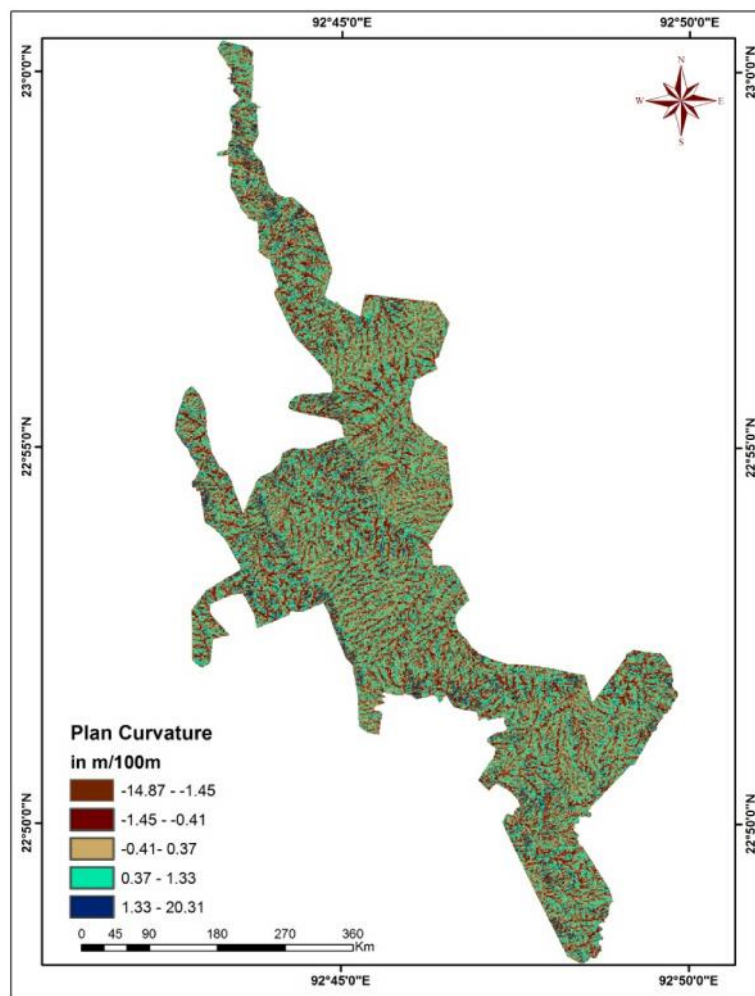 92°45'0"E 92°50'0"E
23°0'0"N 23°0'0"N
N
W E
S
22°55'0"N 22°55'0"N
Plan Curvature
in m/100m
-14.87 - -1.45
-1.45 - -0.41
-0.41- 0.37
0.37 - 1.33
1.33 - 20.31
22°50'0"N 22°50'0"N
0 45 90 180 270 360
Km
92°45'0"E 92°50'0"E